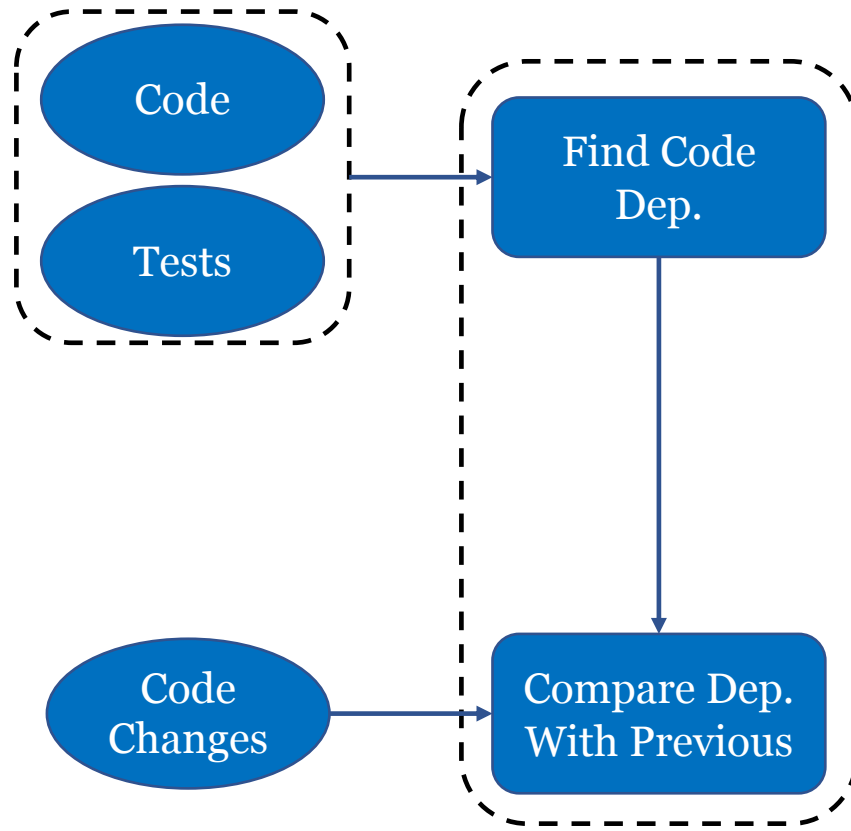 Code
Tests
Find Code
Dep.
Code
Changes
Compare Dep.
With Previous